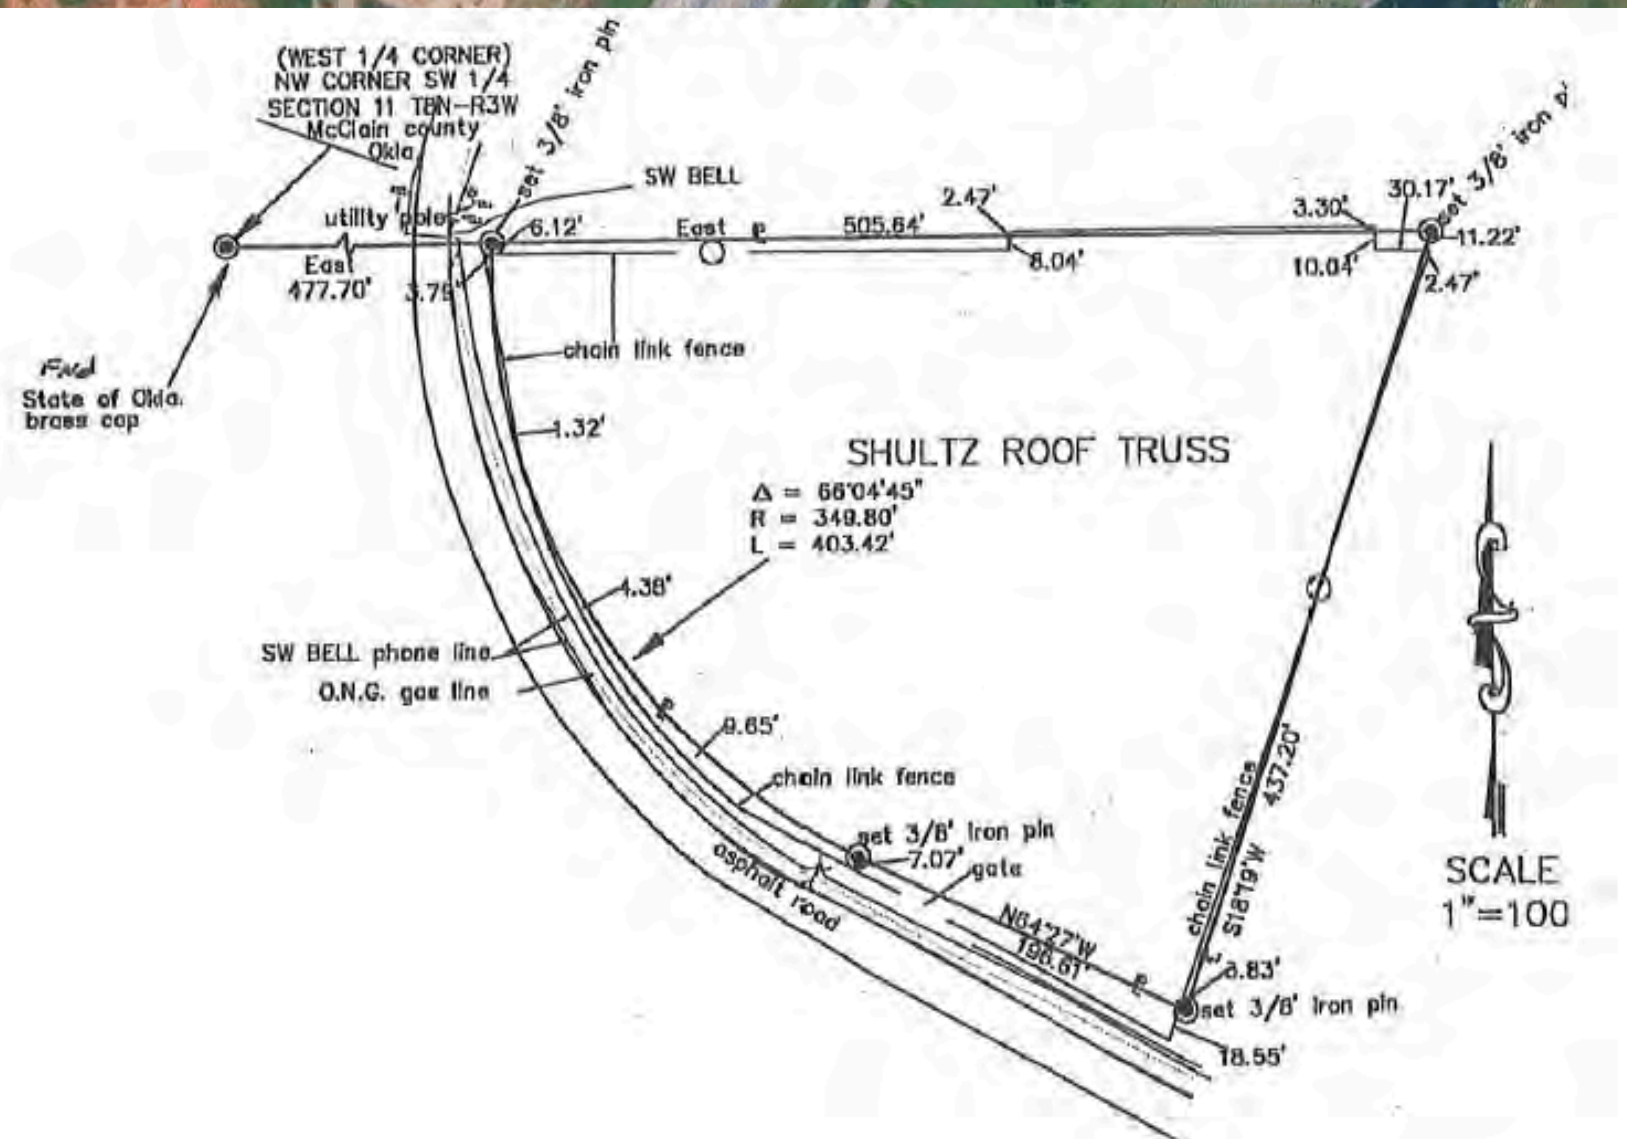 (WEST 1/4 CORNER)
NW CORNER SW 1/4
SECTION 11 T8N-R3W
McClain county
Okla
set 3/8' iron pin
SW BELL
utility pole
6.12'
East
505.64'
2.47'
8.04'
3.30'
30.17'
set 3/8' iron
11.22'
10.04'
2.47'
East
477.70'
3.75'
Fnd
State of Okla.
brass cap
chain link fence
1.32'
SHULTZ ROOF TRUSS
Δ = 66°04'45"
R = 349.80'
L = 403.42'
4.38'
SW BELL phone line
O.N.G. gas line
9.65'
chain link fence
set 3/8' iron pin
7.07'
gate
asphalt road
N64°27'W
196.61'
chain link fence
S18°19'W
437.20'
set 3/8' iron pin
18.55'
SCALE
1"=100